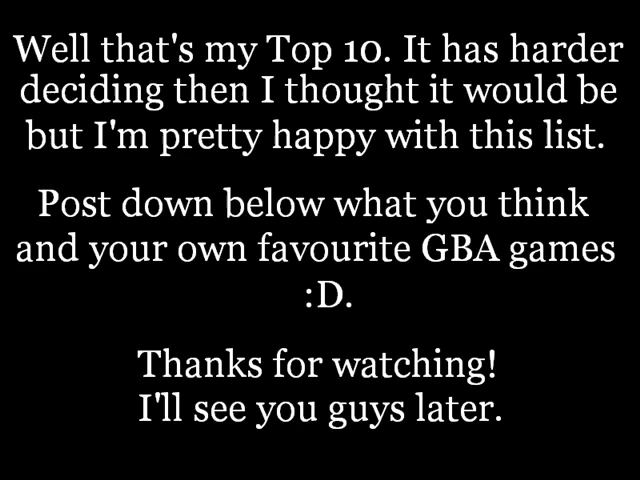 Well that's my Top 10. It has harder
deciding then I thought it would be
but I'm pretty happy with this list.
Post down below what you think
and your own favourite GBA games
:D.
Thanks for watching!
I'll see you guys later.